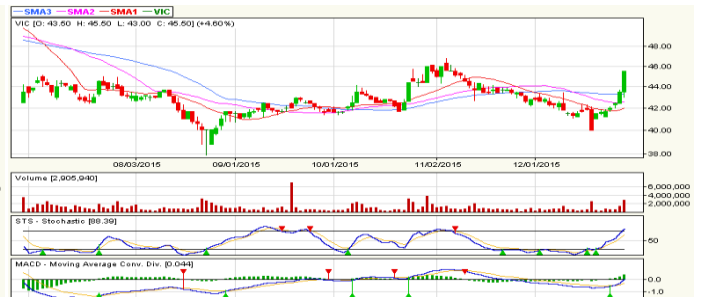 SMA3 SMA2 SMA1 VIC
VIC [O: 43.50 H: 45.50 L: 43.00 C: 45.50] (+4.60%)
48.00
46.00
44.00
42.00
40.00
38.00
08/03/2015 09/01/2015 10/01/2015 11/02/2015 12/01/2015
Volume [2,905,940]
6,000,000
4,000,000
2,000,000
STS - Stochastic [88.39]
50
MACD - Moving Average Conv. Div. [0.044]
0.0
-1.0